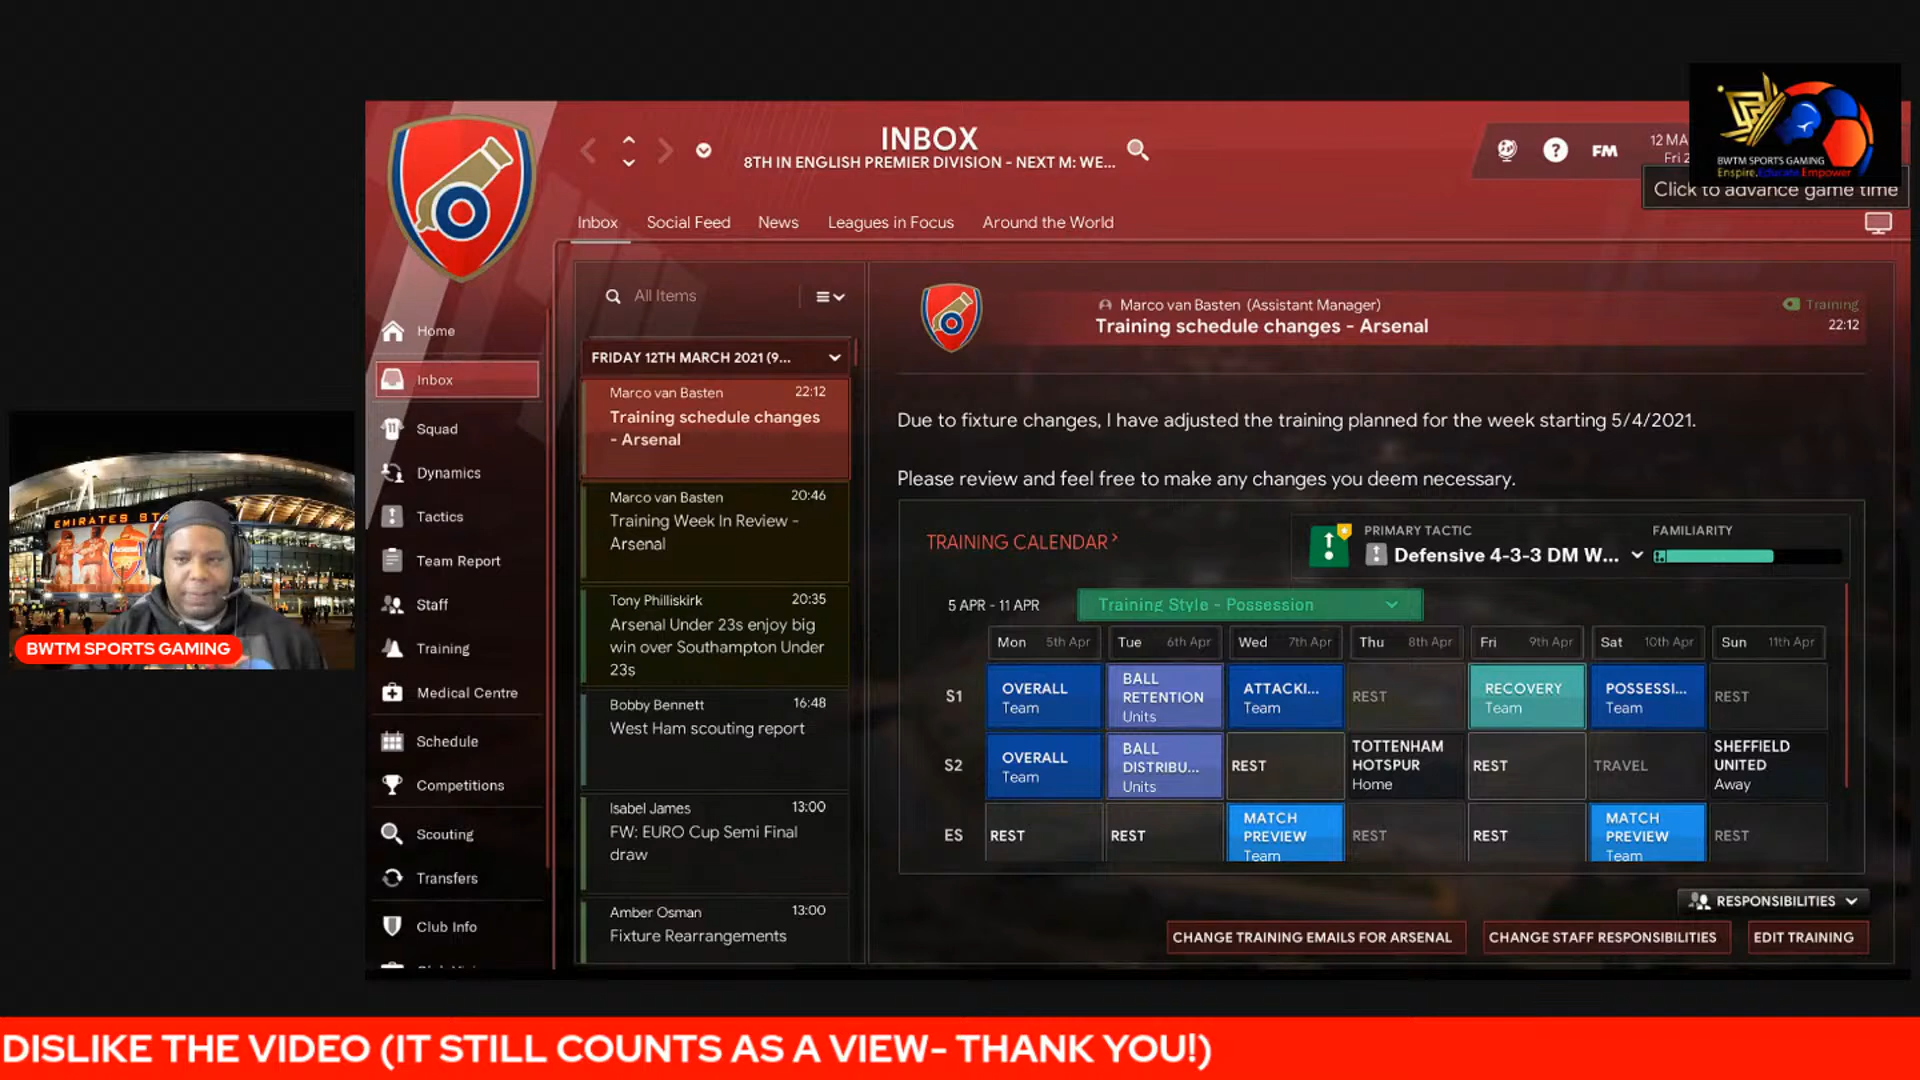 INBOX
8TH IN ENGLISH PREMIER DIVISION - NEXT M: WE...
FM
12 MA
Fri 2
BWTM SPORTS GAMING
Enspire.Educate.Empower
Click to advance game time
Inbox
Social Feed
News
Leagues in Focus
Around the World
Home
Inbox
Squad
Dynamics
Tactics
Team Report
Staff
Training
Medical Centre
Schedule
Competitions
Scouting
Transfers
Club Info
All Items
FRIDAY 12TH MARCH 2021 (9...
Marco van Basten 22:12
Training schedule changes
- Arsenal
Marco van Basten 20:46
Training Week In Review -
Arsenal
Tony Philliskirk 20:35
Arsenal Under 23s enjoy big
win over Southampton Under
23s
Bobby Bennett 16:48
West Ham scouting report
Isabel James 13:00
FW: EURO Cup Semi Final
draw
Amber Osman 13:00
Fixture Rearrangements
Marco van Basten (Assistant Manager)
Training schedule changes - Arsenal
Training
22:12
Due to fixture changes, I have adjusted the training planned for the week starting 5/4/2021.
Please review and feel free to make any changes you deem necessary.
TRAINING CALENDAR >
PRIMARY TACTIC
Defensive 4-3-3 DM W...
FAMILIARITY
5 APR - 11 APR
Training Style - Possession
Mon 5th Apr
Tue 6th Apr
Wed 7th Apr
Thu 8th Apr
Fri 9th Apr
Sat 10th Apr
Sun 11th Apr
S1
OVERALL
Team
BALL
RETENTION
Units
ATTACKI...
Team
REST
RECOVERY
Team
POSSESSI...
Team
REST
S2
OVERALL
Team
BALL
DISTRIBU...
Units
REST
TOTTENHAM
HOTSPUR
Home
REST
TRAVEL
SHEFFIELD
UNITED
Away
ES
REST
REST
MATCH
PREVIEW
Team
REST
REST
MATCH
PREVIEW
Team
REST
RESPONSIBILITIES
CHANGE TRAINING EMAILS FOR ARSENAL
CHANGE STAFF RESPONSIBILITIES
EDIT TRAINING
EMIRATES ST
BWTM SPORTS GAMING
DISLIKE THE VIDEO (IT STILL COUNTS AS A VIEW- THANK YOU!)